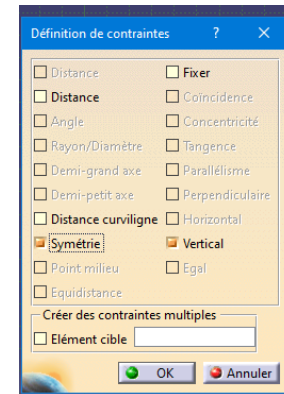 Définition de contraintes ? ×
Distance Fixer
Distance Coïncidence
Angle Concentricité
Rayon/Diamètre Tangence
Demi-grand axe Parallélisme
Demi-petit axe Perpendiculaire
Distance curviligne Horizontal
Symétrie Vertical
Point milieu Egal
Equidistance
Créer des contraintes multiples
Elément cible
OK Annuler